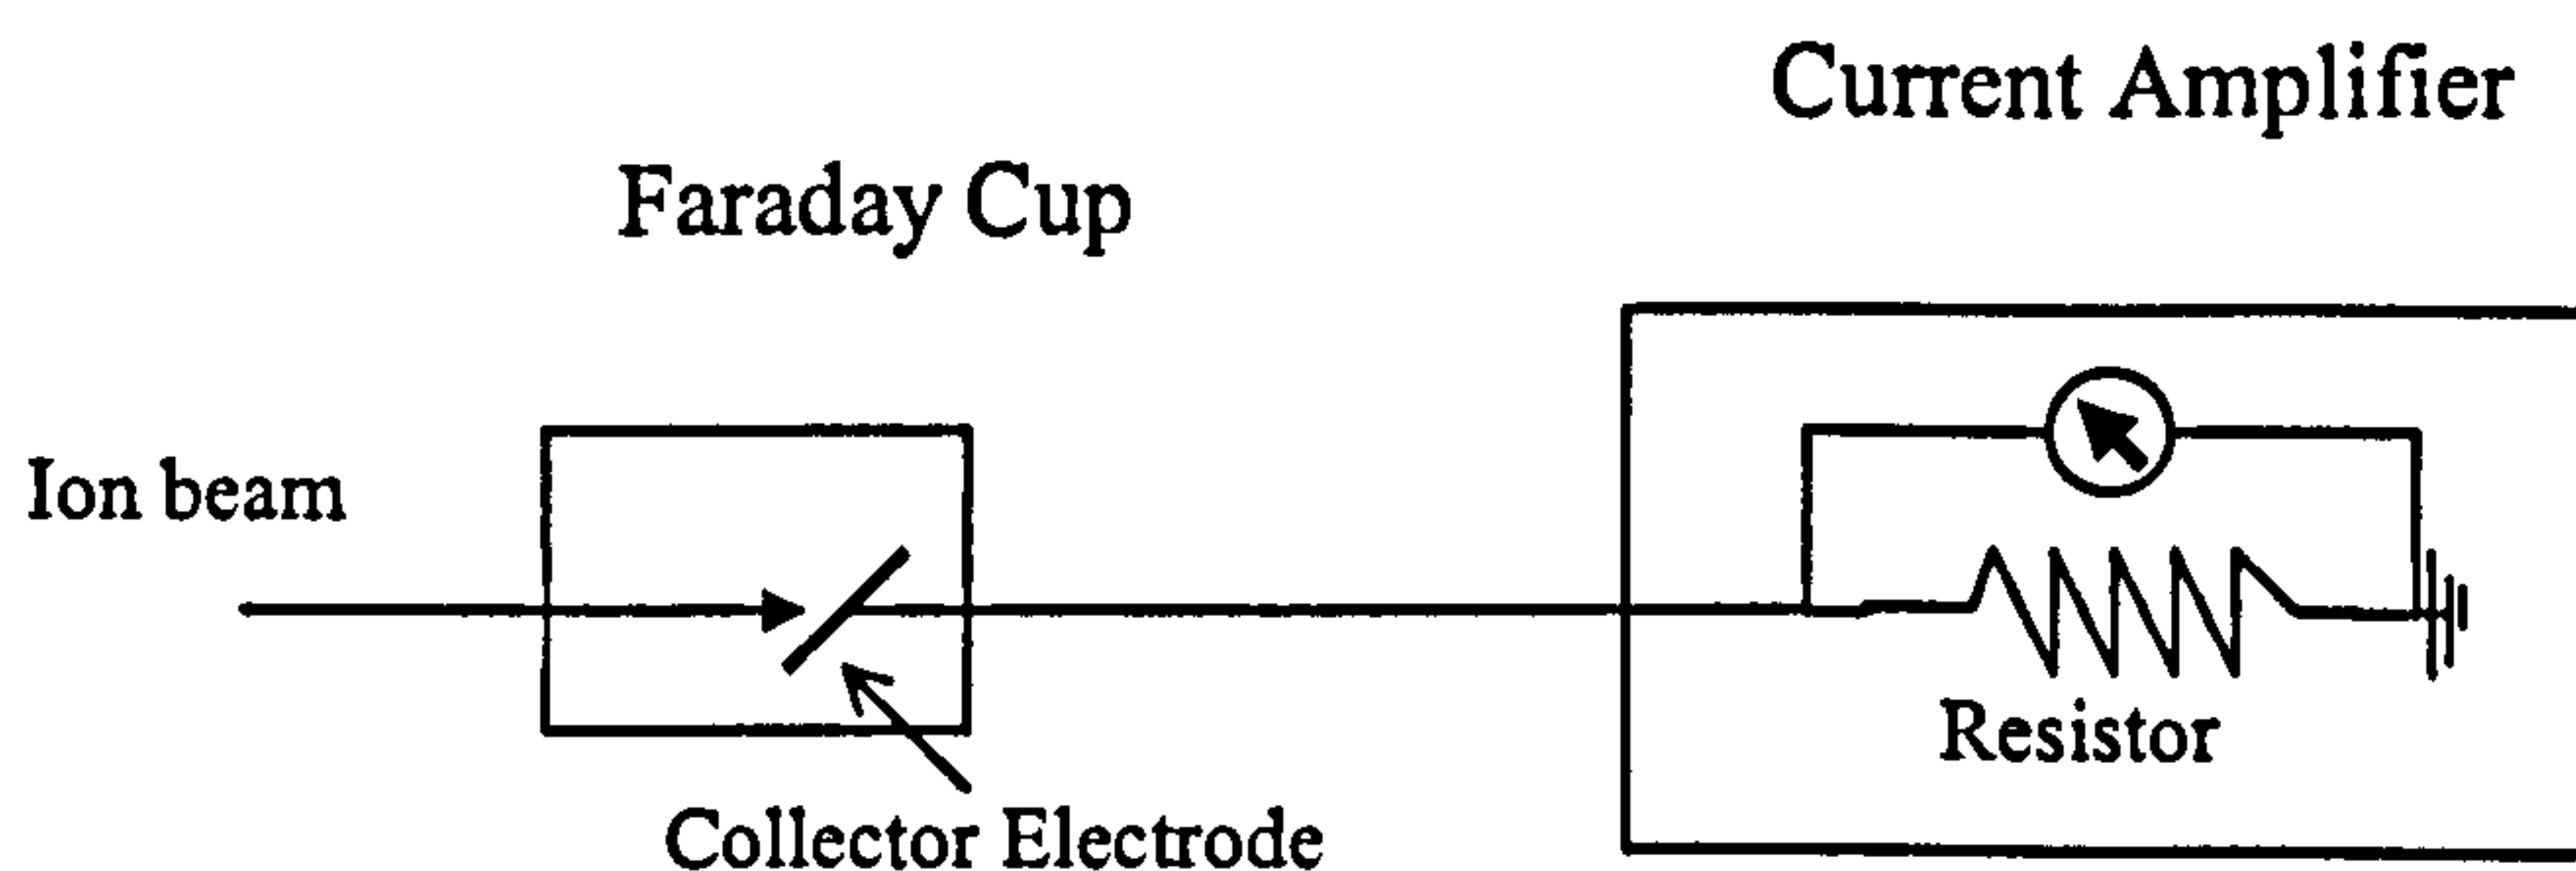 Current Amplifier
Faraday Cup
Ion beam
Resistor
Collector Electrode